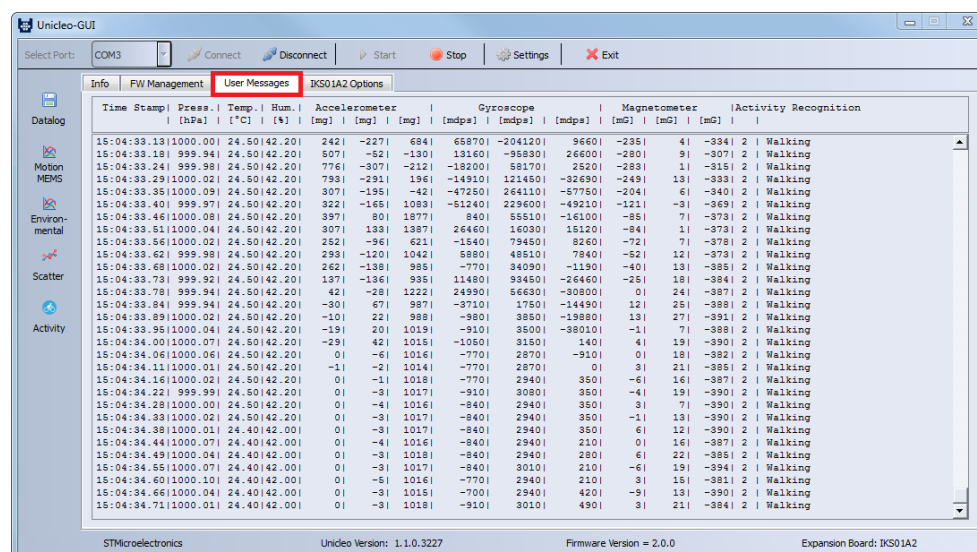 Unicleo-GUI
Select Port: COM3 Connect Disconnect Start Stop Settings Exit
Info FW Management User Messages IKS01A2 Options
Datalog
Motion MEMS
Environ-mental
Scatter
Activity
Time Stamp| Press.| Temp.| Hum.| Accelerometer | Gyroscope | Magnetometer |Activity Recognition
| [hPa] | [°C] | [%] | [mg] | [mg] | [mg] | [mdps] | [mdps] | [mdps] | [mG] | [mG] | [mG] | |
15:04:33.13|1000.00| 24.50|42.20| 242| -227| 684| 65870| -204120| 9660| -235| 4| -334| 2 | Walking
15:04:33.18| 999.94| 24.50|42.20| 507| -52| -130| 13160| -95830| 26600| -280| 9| -307| 2 | Walking
15:04:33.24| 999.98| 24.50|42.20| 776| -307| -212| -18200| 58170| 2520| -283| 1| -315| 2 | Walking
15:04:33.29|1000.02| 24.50|42.20| 793| -291| 196| -14910| 121450| -32690| -249| 13| -333| 2 | Walking
15:04:33.35|1000.09| 24.50|42.20| 307| -195| -42| -47250| 264110| -57750| -204| 6| -340| 2 | Walking
15:04:33.40| 999.97| 24.50|42.20| 322| -165| 1083| -51240| 229600| -49210| -121| -3| -369| 2 | Walking
15:04:33.46|1000.08| 24.50|42.20| 397| 80| 1877| 840| 55510| -16100| -85| 7| -373| 2 | Walking
15:04:33.51|1000.04| 24.50|42.20| 307| 133| 1387| 26460| 16030| 15120| -84| 1| -373| 2 | Walking
15:04:33.56|1000.02| 24.50|42.20| 252| -96| 621| -1540| 79450| 8260| -72| 7| -378| 2 | Walking
15:04:33.62| 999.98| 24.50|42.20| 293| -120| 1042| 5880| 48510| 7840| -52| 12| -373| 2 | Walking
15:04:33.68|1000.02| 24.50|42.20| 262| -138| 985| -770| 34090| -1190| -40| 13| -385| 2 | Walking
15:04:33.73| 999.92| 24.50|42.20| 137| -136| 935| 11480| 93450| -26460| -25| 18| -384| 2 | Walking
15:04:33.78| 999.94| 24.50|42.20| 42| -28| 1222| 24990| 56630| -30800| 0| 24| -387| 2 | Walking
15:04:33.84| 999.94| 24.50|42.20| -30| 67| 987| -3710| 1750| -14490| 12| 25| -388| 2 | Walking
15:04:33.89|1000.02| 24.50|42.20| -10| 22| 988| -980| 3850| -19880| 13| 27| -391| 2 | Walking
15:04:33.95|1000.04| 24.50|42.20| -19| 20| 1019| -910| 3500| -38010| -1| 7| -388| 2 | Walking
15:04:34.00|1000.07| 24.50|42.20| -29| 42| 1015| -1050| 3150| 140| 4| 19| -390| 2 | Walking
15:04:34.06|1000.06| 24.50|42.20| 0| -6| 1016| -770| 2870| -910| 0| 18| -382| 2 | Walking
15:04:34.11|1000.01| 24.50|42.20| -1| -2| 1014| -770| 2870| 0| 3| 21| -385| 2 | Walking
15:04:34.16|1000.02| 24.50|42.20| 0| -1| 1018| -770| 2940| 350| -6| 16| -387| 2 | Walking
15:04:34.22| 999.99| 24.50|42.20| 0| -3| 1017| -910| 3080| 350| -4| 19| -390| 2 | Walking
15:04:34.28|1000.00| 24.50|42.20| 0| -4| 1016| -840| 2940| 350| 3| 7| -390| 2 | Walking
15:04:34.33|1000.02| 24.50|42.20| 0| -3| 1017| -840| 2940| 350| -1| 13| -390| 2 | Walking
15:04:34.38|1000.01| 24.40|42.00| 0| -3| 1017| -840| 2940| 350| 6| 12| -390| 2 | Walking
15:04:34.44|1000.07| 24.40|42.00| 0| -4| 1016| -840| 2940| 210| 0| 16| -387| 2 | Walking
15:04:34.49|1000.04| 24.40|42.00| 0| -3| 1018| -840| 2940| 280| 6| 22| -385| 2 | Walking
15:04:34.55|1000.07| 24.40|42.00| 0| -3| 1017| -840| 3010| 210| -6| 19| -394| 2 | Walking
15:04:34.60|1000.10| 24.40|42.00| 0| -5| 1016| -770| 2940| 210| 3| 15| -381| 2 | Walking
15:04:34.66|1000.04| 24.40|42.00| 0| -3| 1015| -700| 2940| 420| -9| 13| -390| 2 | Walking
15:04:34.71|1000.01| 24.40|42.00| 0| -3| 1018| -910| 3010| 490| 3| 21| -384| 2 | Walking
STMicroelectronics Unicleo Version: 1.1.0.3227 Firmware Version = 2.0.0 Expansion Board: IKS01A2